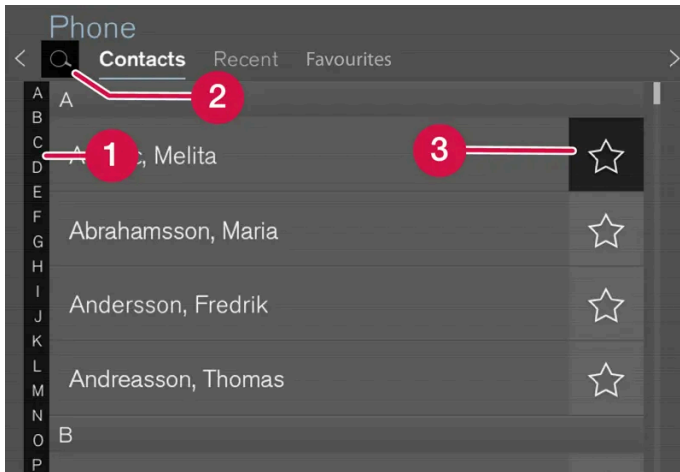 Phone
Contacts Recent Favourites
2
A
B
C
D
E
F
G
H
I
J
K
L
M
N
O
P
A
1
Melita
3
Abrahamsson, Maria
Andersson, Fredrik
Andreasson, Thomas
B